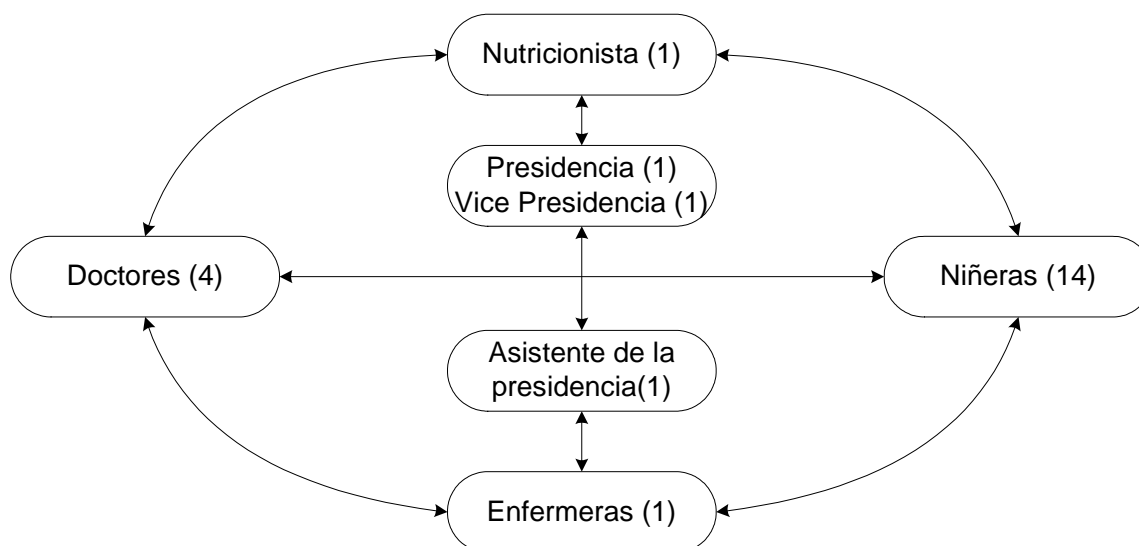 Nutricionista (1)
Presidencia (1)
Vice Presidencia (1)
Doctores (4)
Niñeras (14)
Asistente de la
presidencia(1)
Enfermeras (1)